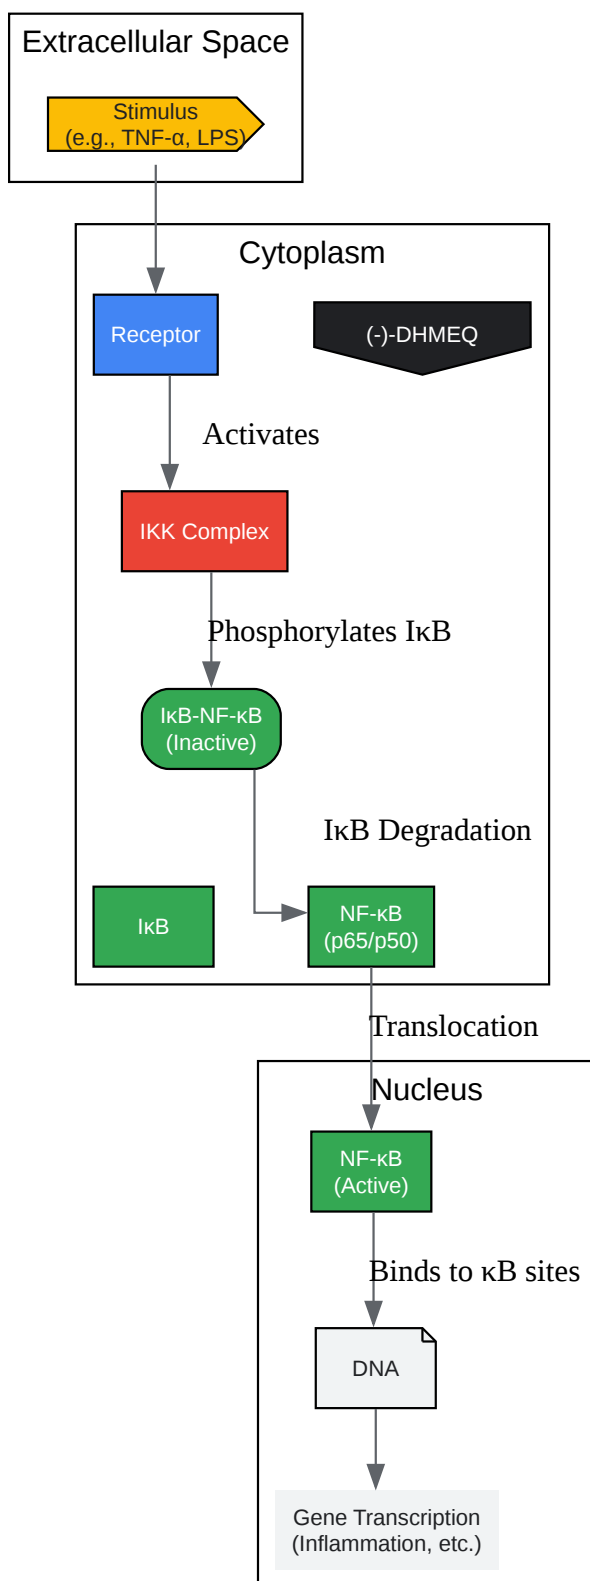 Extracellular Space
Stimulus
(e.g., TNF-α, LPS)
Cytoplasm
Receptor
(-)-DHMEQ
Activates
IKK Complex
Phosphorylates IκB
IκB-NF-κB
(Inactive)
IκB Degradation
IκB
NF-κB
(p65/p50)
Translocation
Nucleus
NF-κB
(Active)
Binds to κB sites
DNA
Gene Transcription
(Inflammation, etc.)